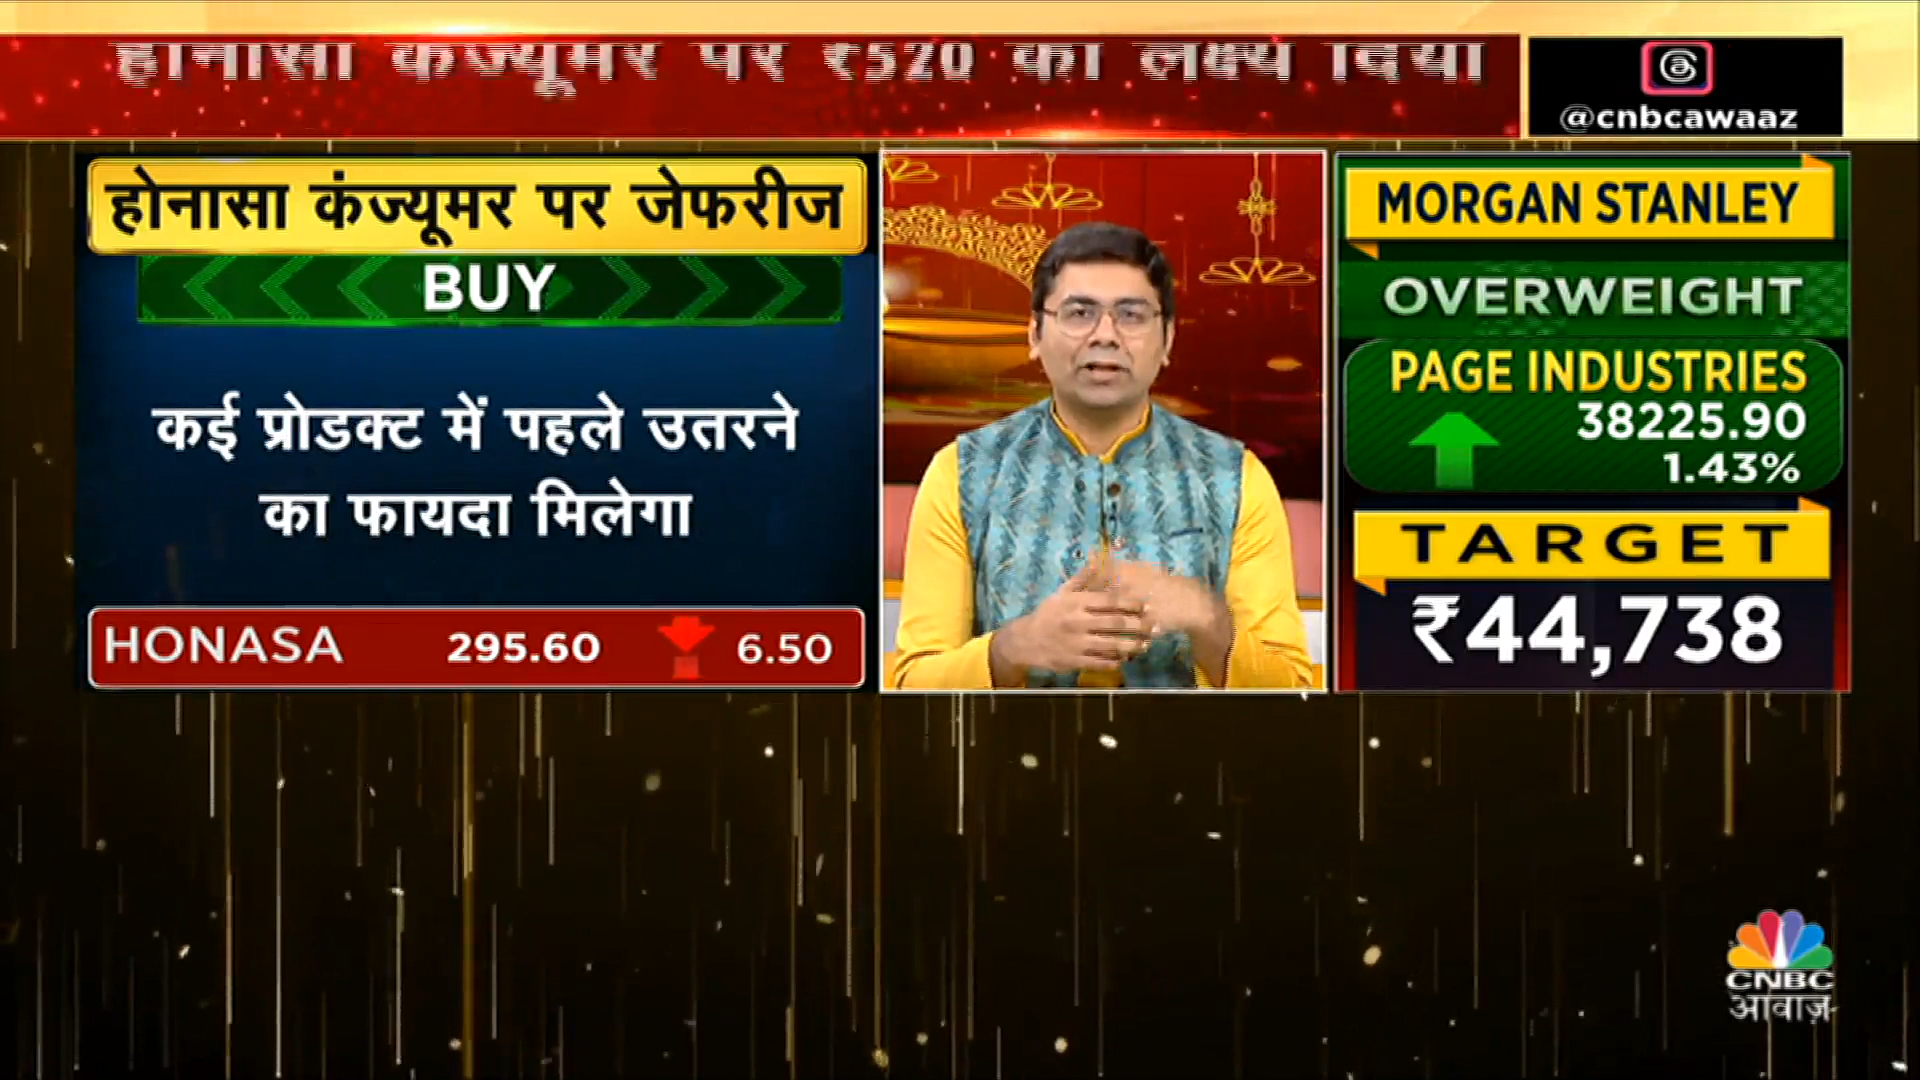 होनासा कंज्यूमर पर ₹520 का लक्ष्य दिया
@cnbcawaaz
होनासा कंज्यूमर पर जेफरीज
BUY
कई प्रोडक्ट में पहले उतरने
का फायदा मिलेगा
HONASA 295.60 6.50
MORGAN STANLEY
OVERWEIGHT
PAGE INDUSTRIES
38225.90
1.43%
TARGET
₹44,738
CNBC
आवाज़